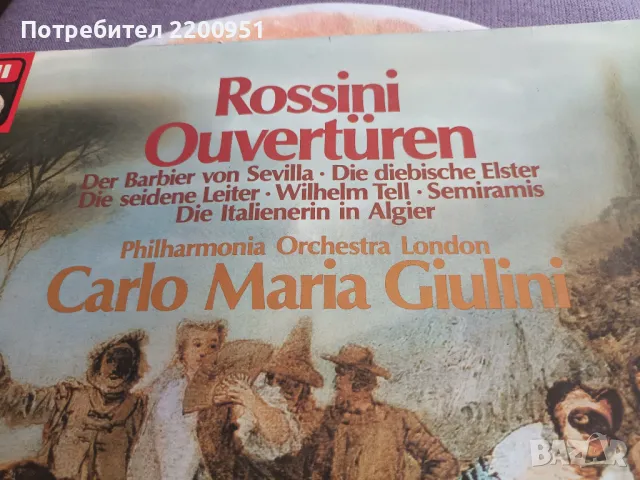 Потребител 2200951
Rossini
Ouvertüren
Der Barbier von Sevilla · Die diebische Elster
Die seidene Leiter · Wilhelm Tell · Semiramis
Die Italienerin in Algier
Philharmonia Orchestra London
Carlo Maria Giulini
BAZAR